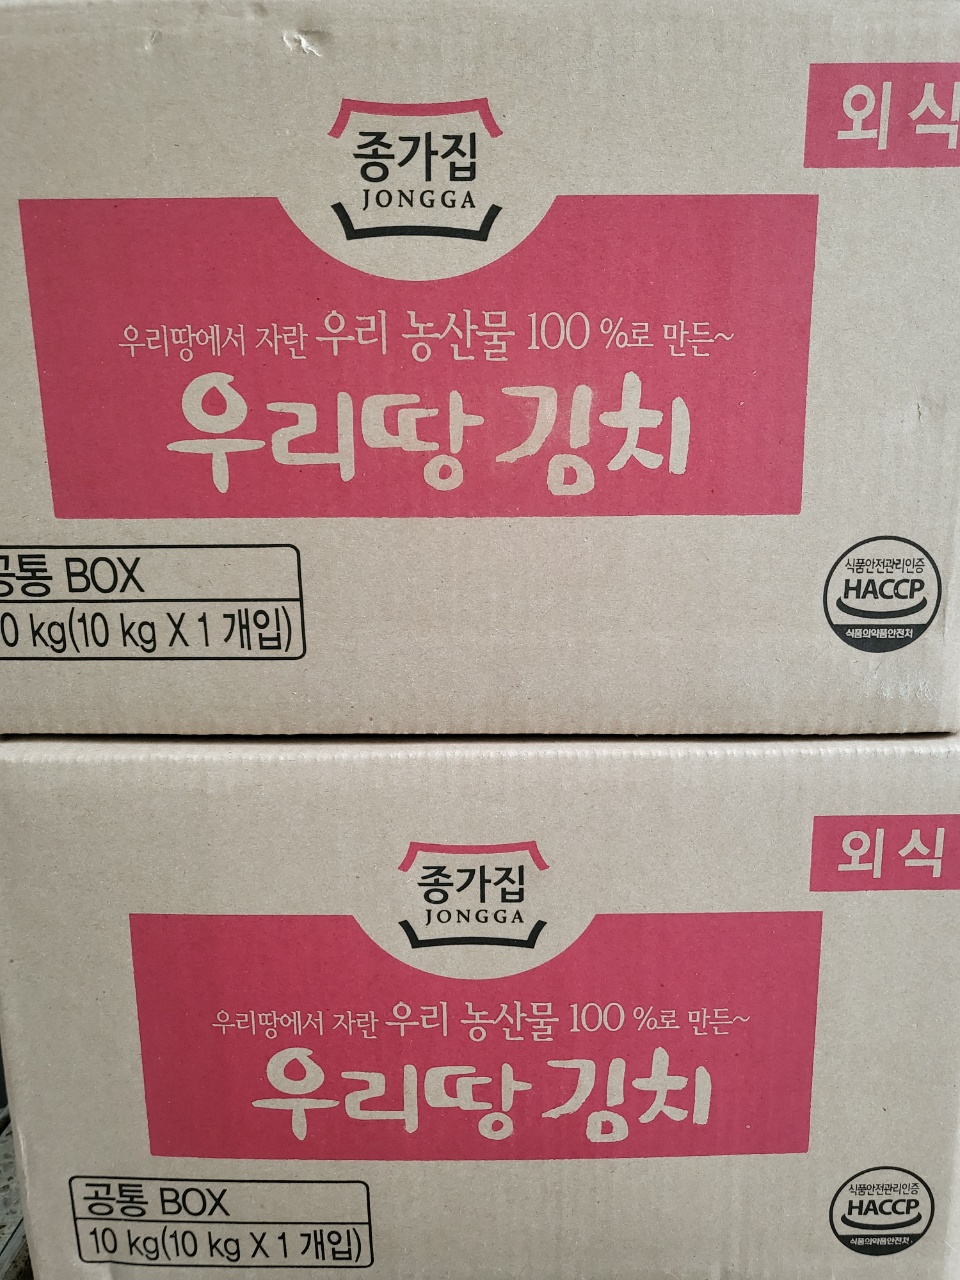 종가집
JONGGA
외식
우리땅에서 자란 우리 농산물 100 %로 만든~
우리땅 김치
공통 BOX
0 kg(10 kg X 1 개입)
식품안전관리인증
HACCP
식품의약품안전처
종가집
JONGGA
외식
우리땅에서 자란 우리 농산물 100 %로 만든~
우리땅 김치
공통 BOX
10 kg(10 kg X 1 개입)
식품안전관리인증
HACCP
식품의약품안전처